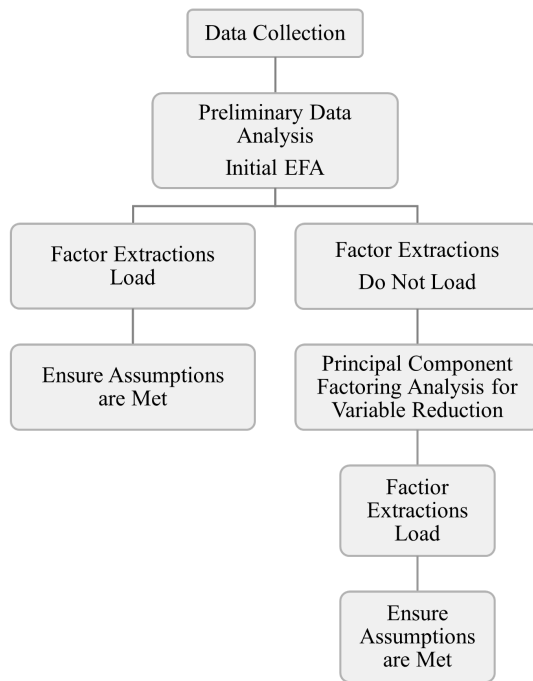 Data Collection
Preliminary Data
Analysis
Initial EFA
Factor Extractions
Load
Factor Extractions
Do Not Load
Ensure Assumptions
are Met
Principal Component
Factoring Analysis for
Variable Reduction
Factior
Extractions
Load
Ensure
Assumptions
are Met